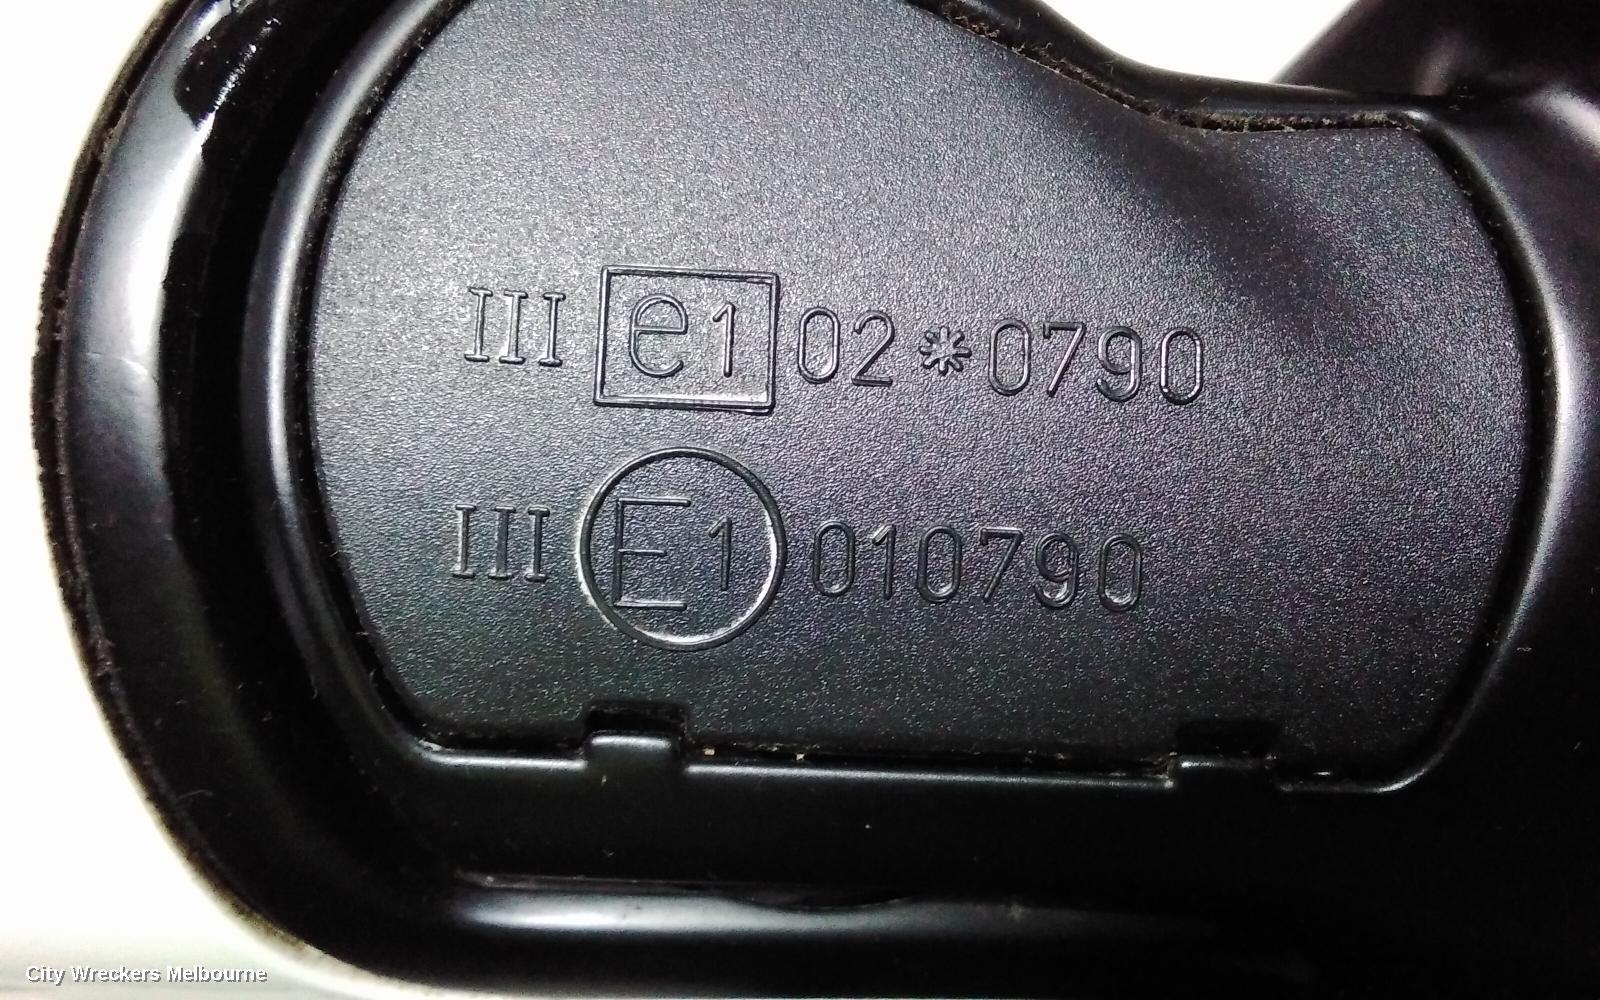 III e1 02*0790
III E1 010790
City Wreckers Melbourne